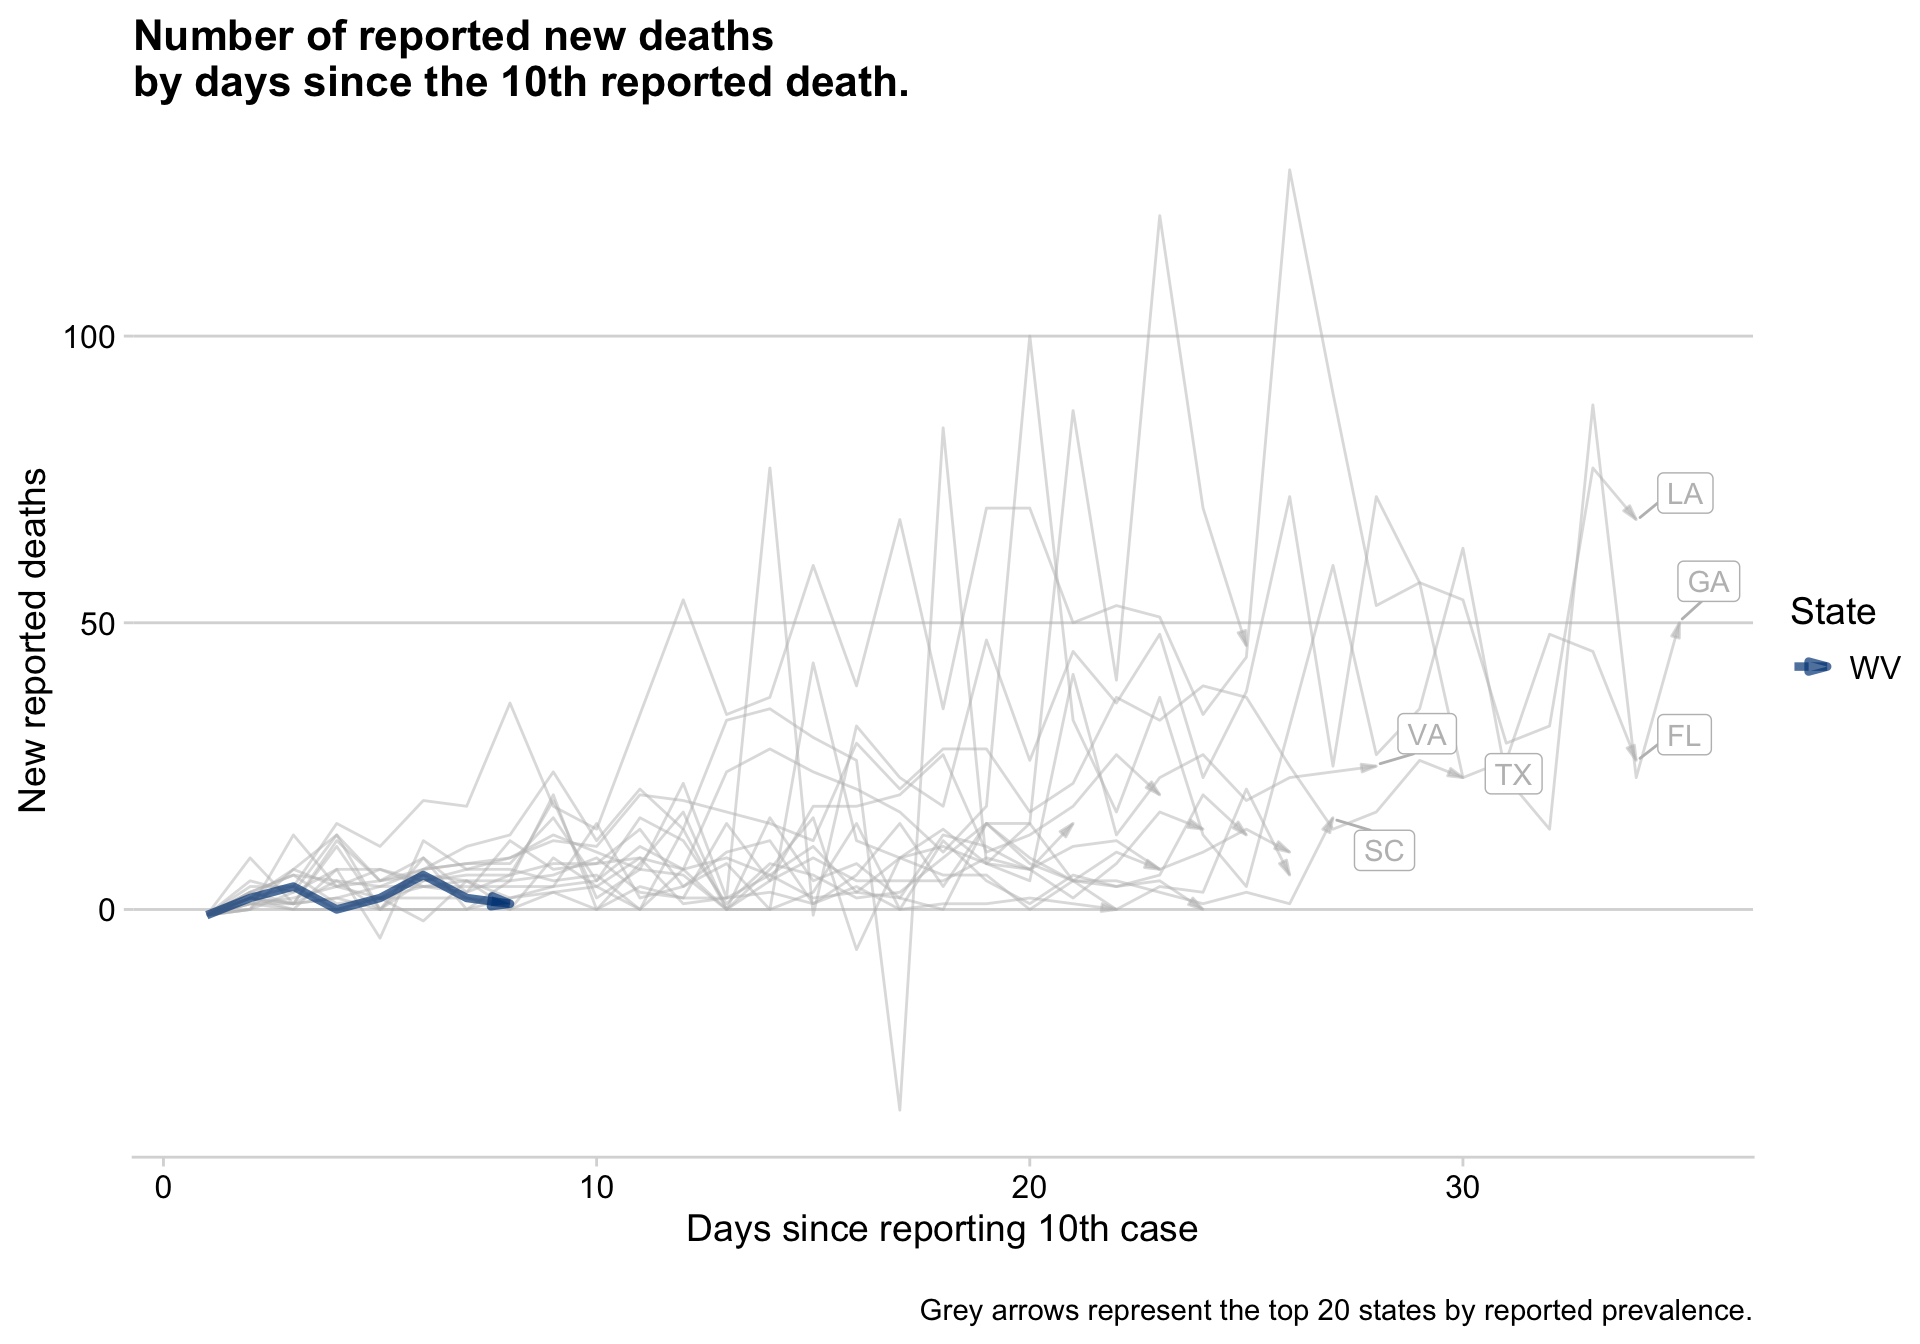 Number of reported new deaths
by days since the 10th reported death.
New reported deaths
100
50
0
LA
GA
FL
VA
TX
SC
State
WV
0 10 20 30
Days since reporting 10th case
Grey arrows represent the top 20 states by reported prevalence.